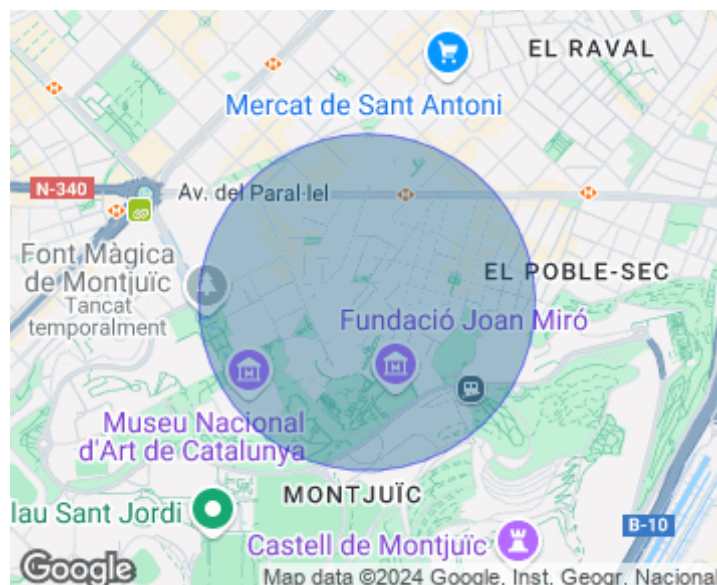 EL RAVAL
Mercat de Sant Antoni
N-340
Av. del Paral·lel
Font Màgica
de Montjuïc
Tancat
temporalment
EL POBLE-SEC
Fundació Joan Miró
Museu Nacional
d'Art de Catalunya
MONTJUÏC
lau Sant Jordi
B-10
Castell de Montjuïc
Google
Map data ©2024 Google, Inst. Geogr. Nacional